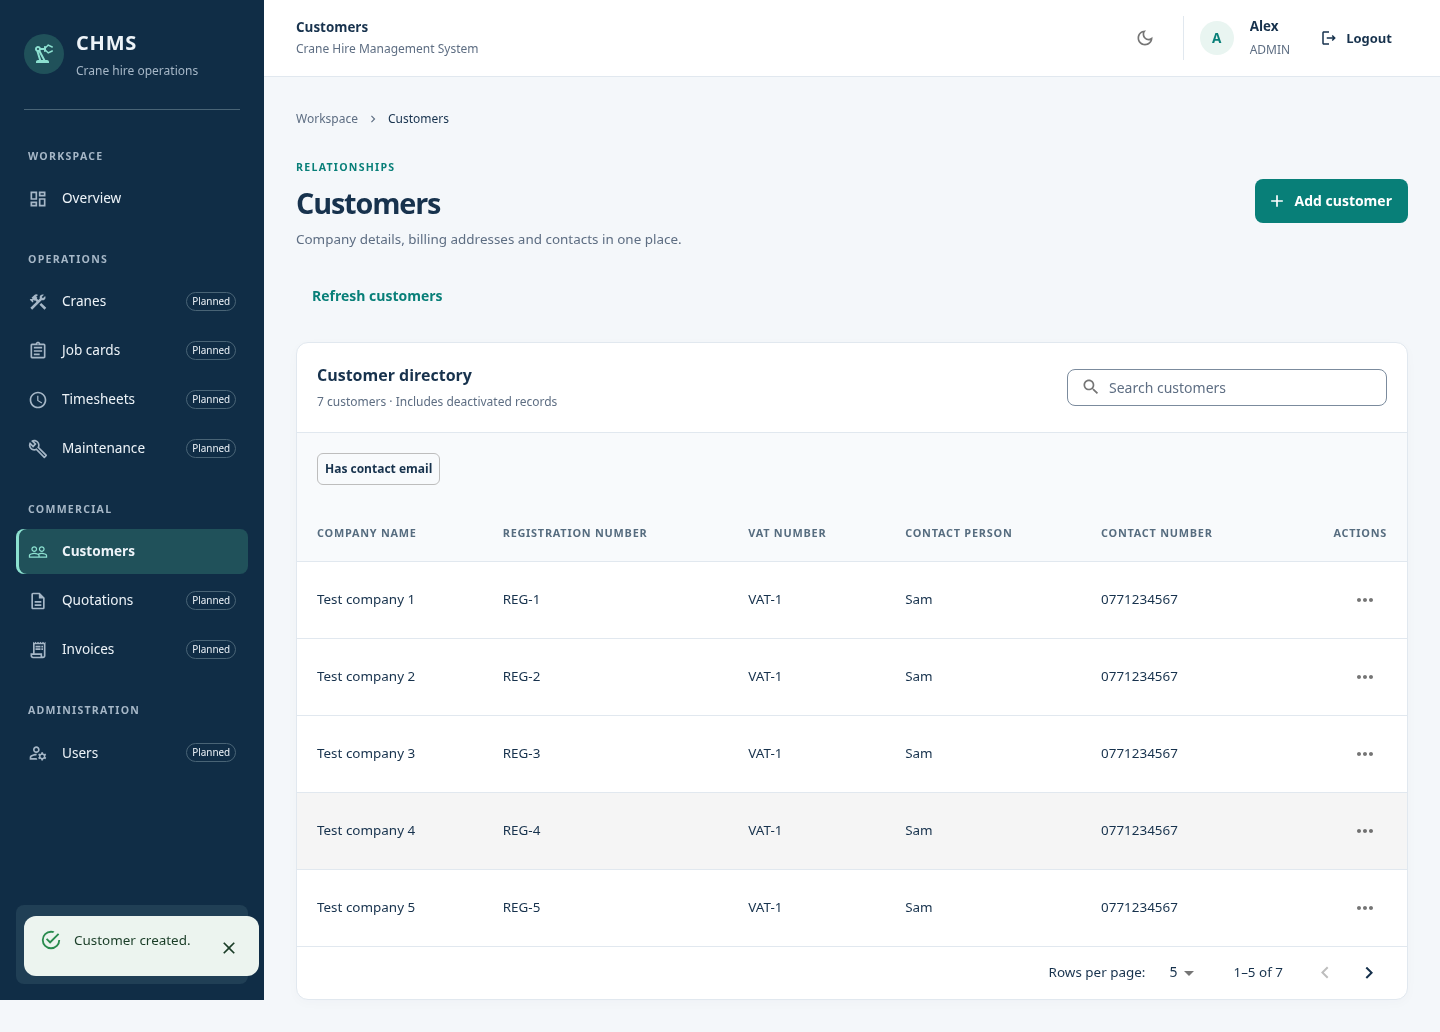 CHMS
Crane hire operations
WORKSPACE
Overview
OPERATIONS
Cranes Planned
Job cards Planned
Timesheets Planned
Maintenance Planned
COMMERCIAL
Customers
Quotations Planned
Invoices Planned
ADMINISTRATION
Users Planned
Customer created.
Customers
Crane Hire Management System
A
Alex
ADMIN
Logout
Workspace > Customers
RELATIONSHIPS
Customers
Company details, billing addresses and contacts in one place.
Add customer
Refresh customers
Customer directory
7 customers · Includes deactivated records
Search customers
Has contact email
COMPANY NAME REGISTRATION NUMBER VAT NUMBER CONTACT PERSON CONTACT NUMBER ACTIONS
Test company 1 REG-1 VAT-1 Sam 0771234567
Test company 2 REG-2 VAT-1 Sam 0771234567
Test company 3 REG-3 VAT-1 Sam 0771234567
Test company 4 REG-4 VAT-1 Sam 0771234567
Test company 5 REG-5 VAT-1 Sam 0771234567
Rows per page: 5 1–5 of 7